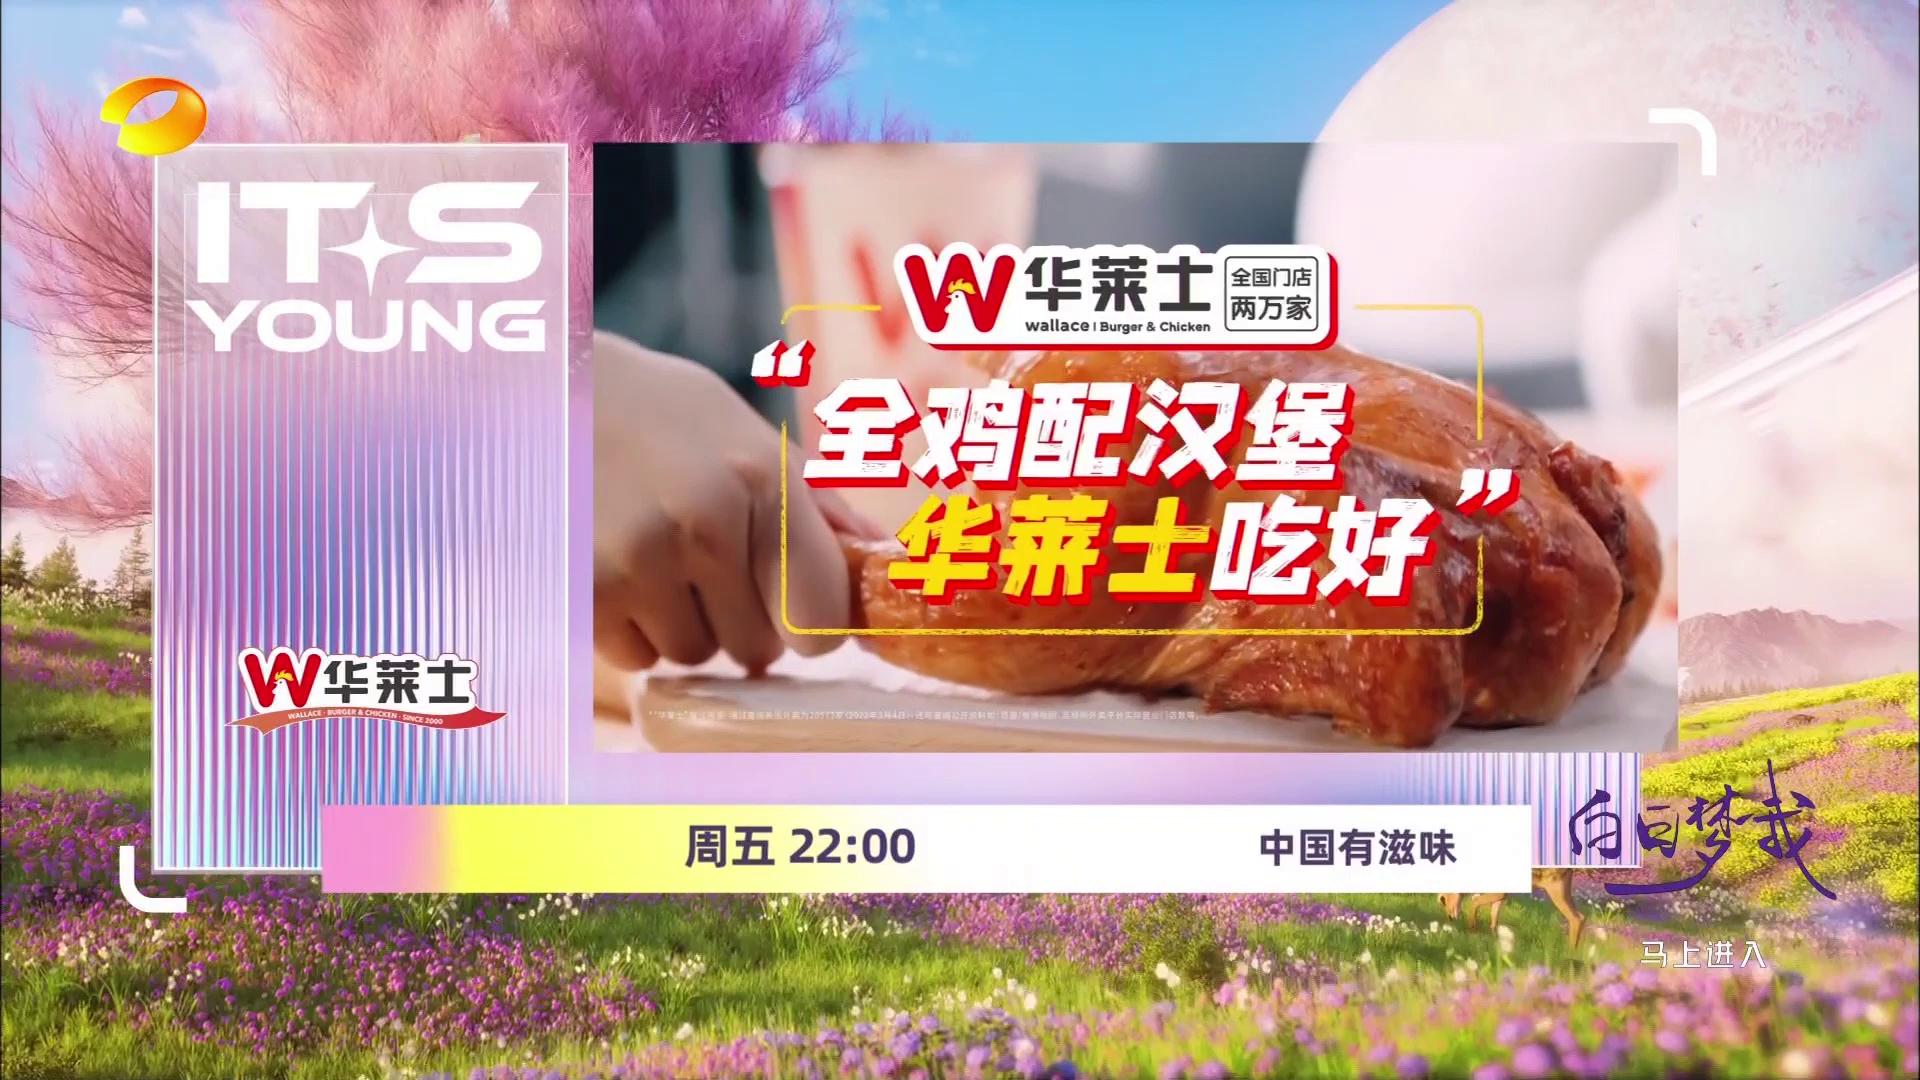 IT'S
YOUNG
W华莱士
WALLACE · BURGER & CHICKEN · SINCE 2000
W华莱士
wallace | Burger & Chicken
全国门店
两万家
“全鸡配汉堡
华莱士吃好”
周五 22:00
中国有滋味
白日梦我
马上进入